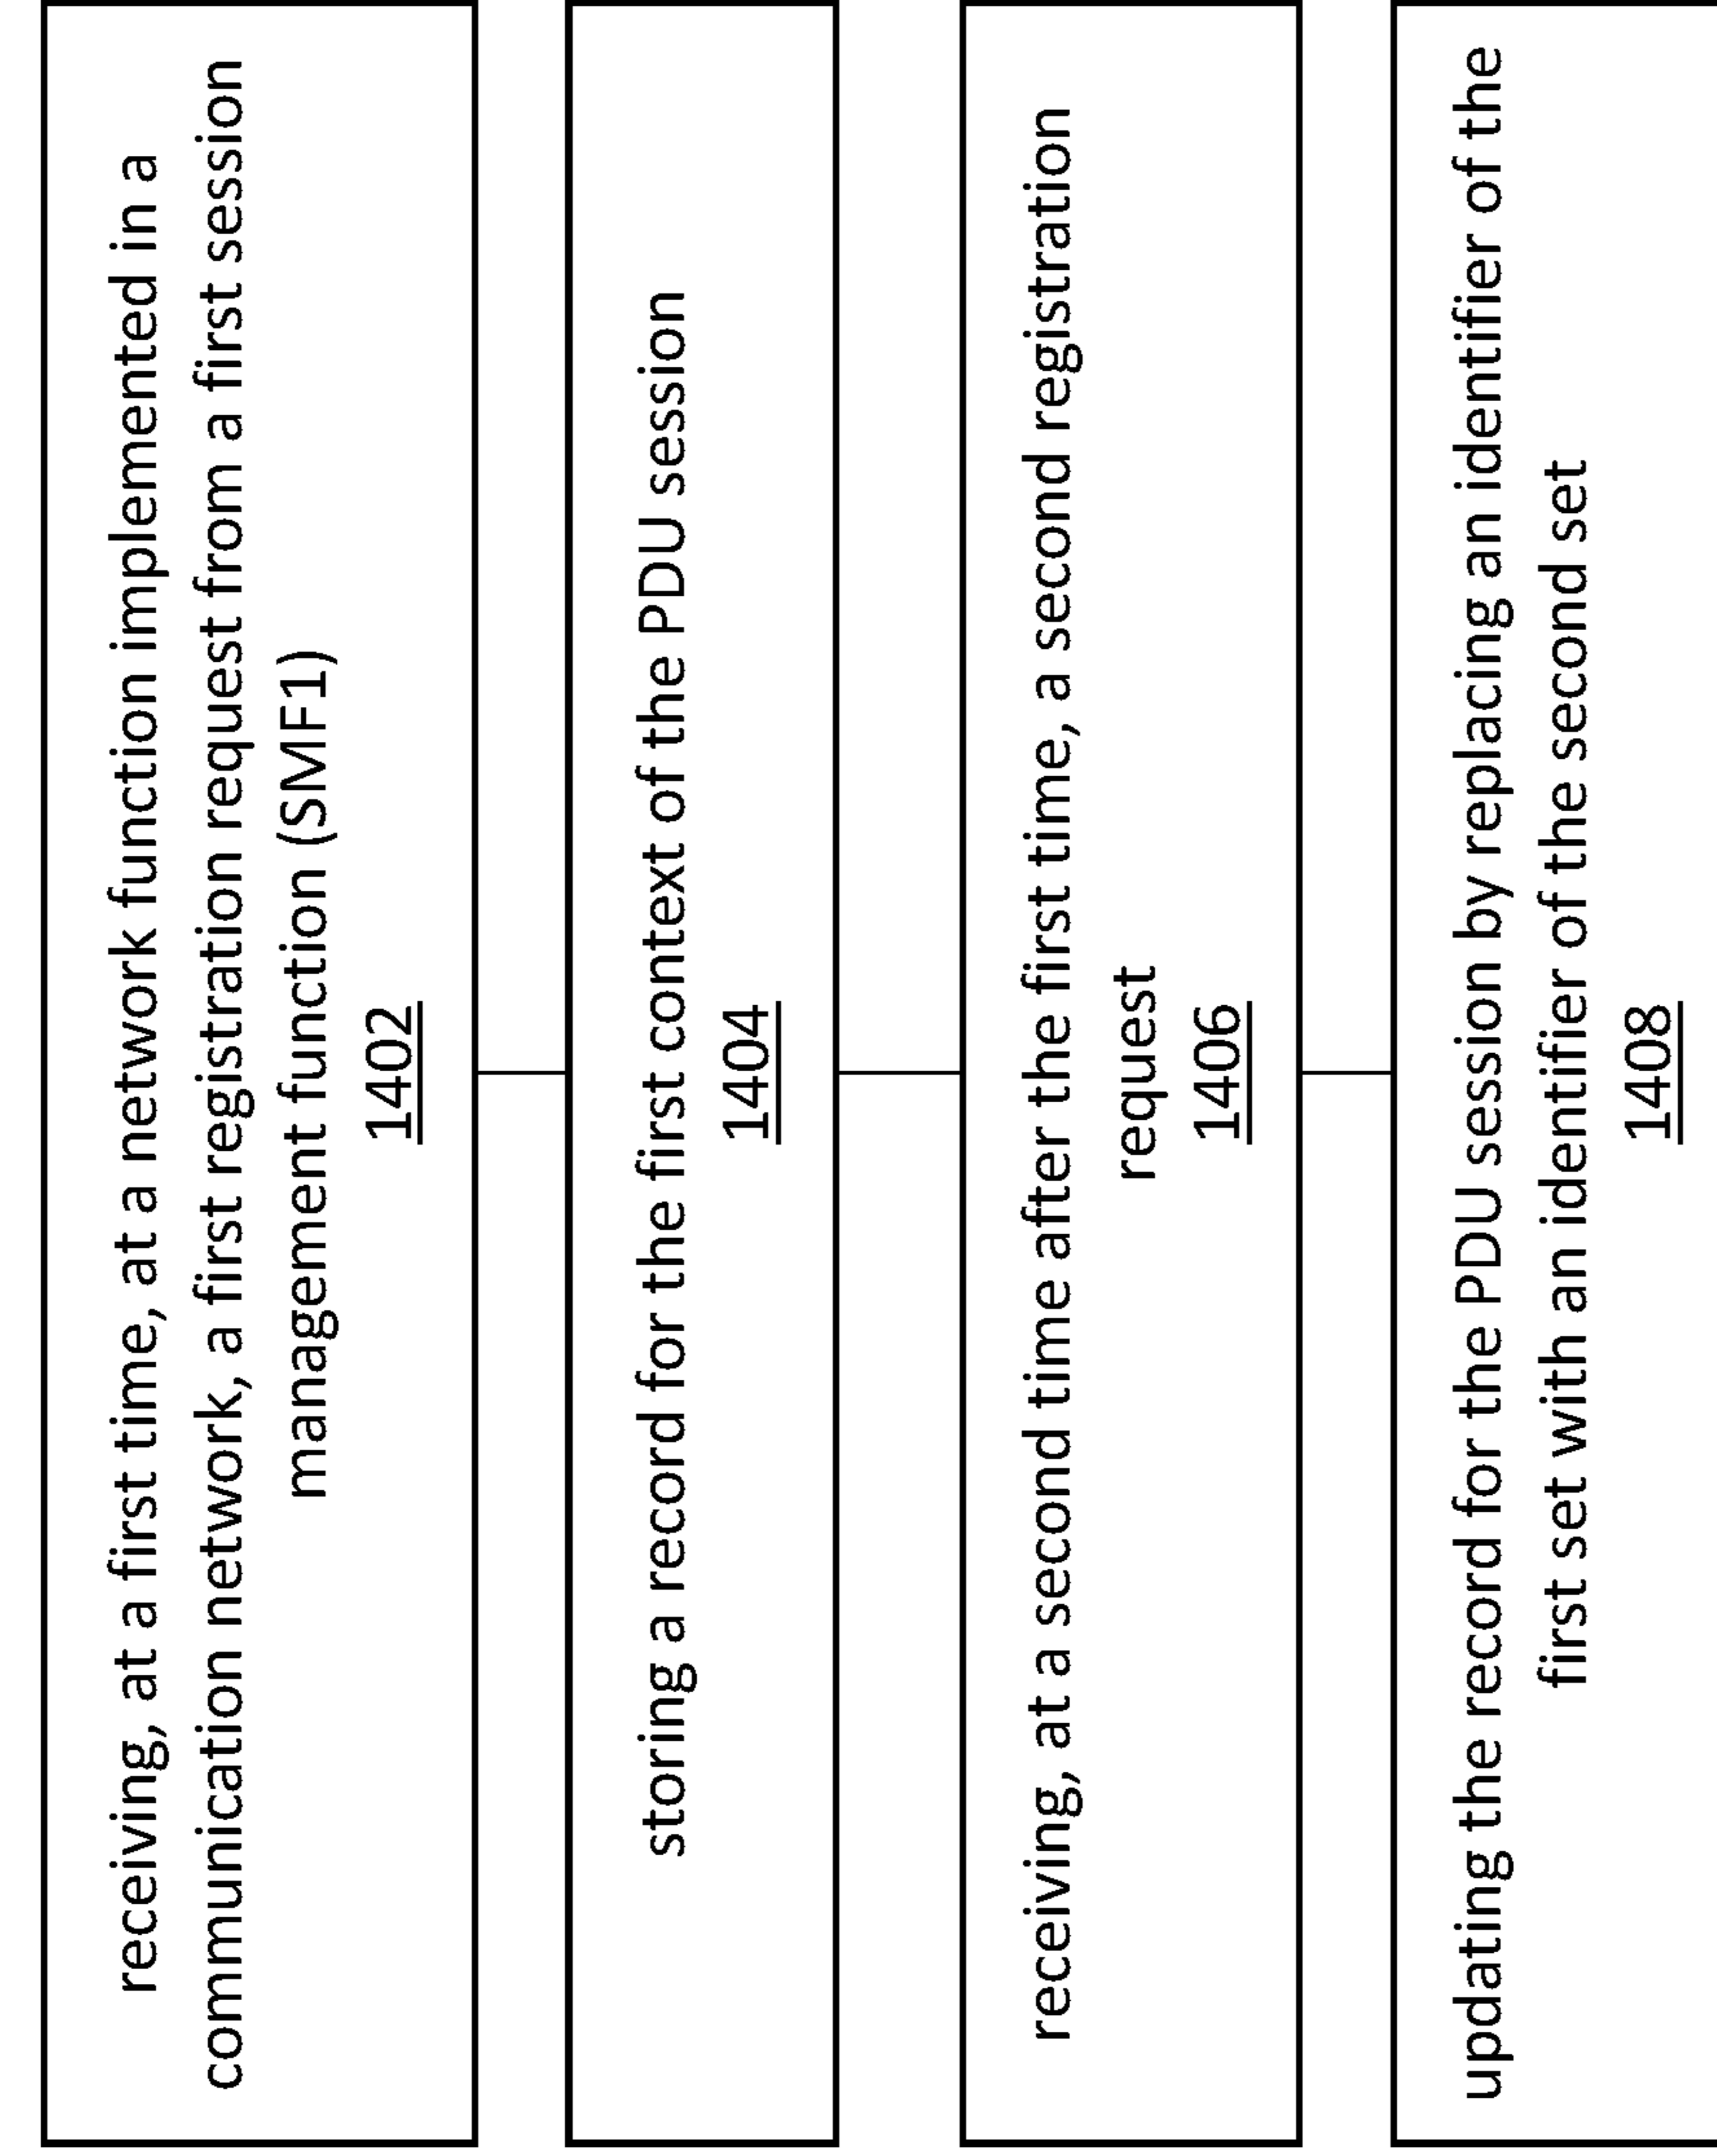 receiving, at a first time, at a network function implemented in a
communication network, a first registration request from a first session
management function (SMF1)
1402
storing a record for the first context of the PDU session
1404
receiving, at a second time after the first time, a second registration
request
1406
updating the record for the PDU session by replacing an identifier of the
first set with an identifier of the second set
1408